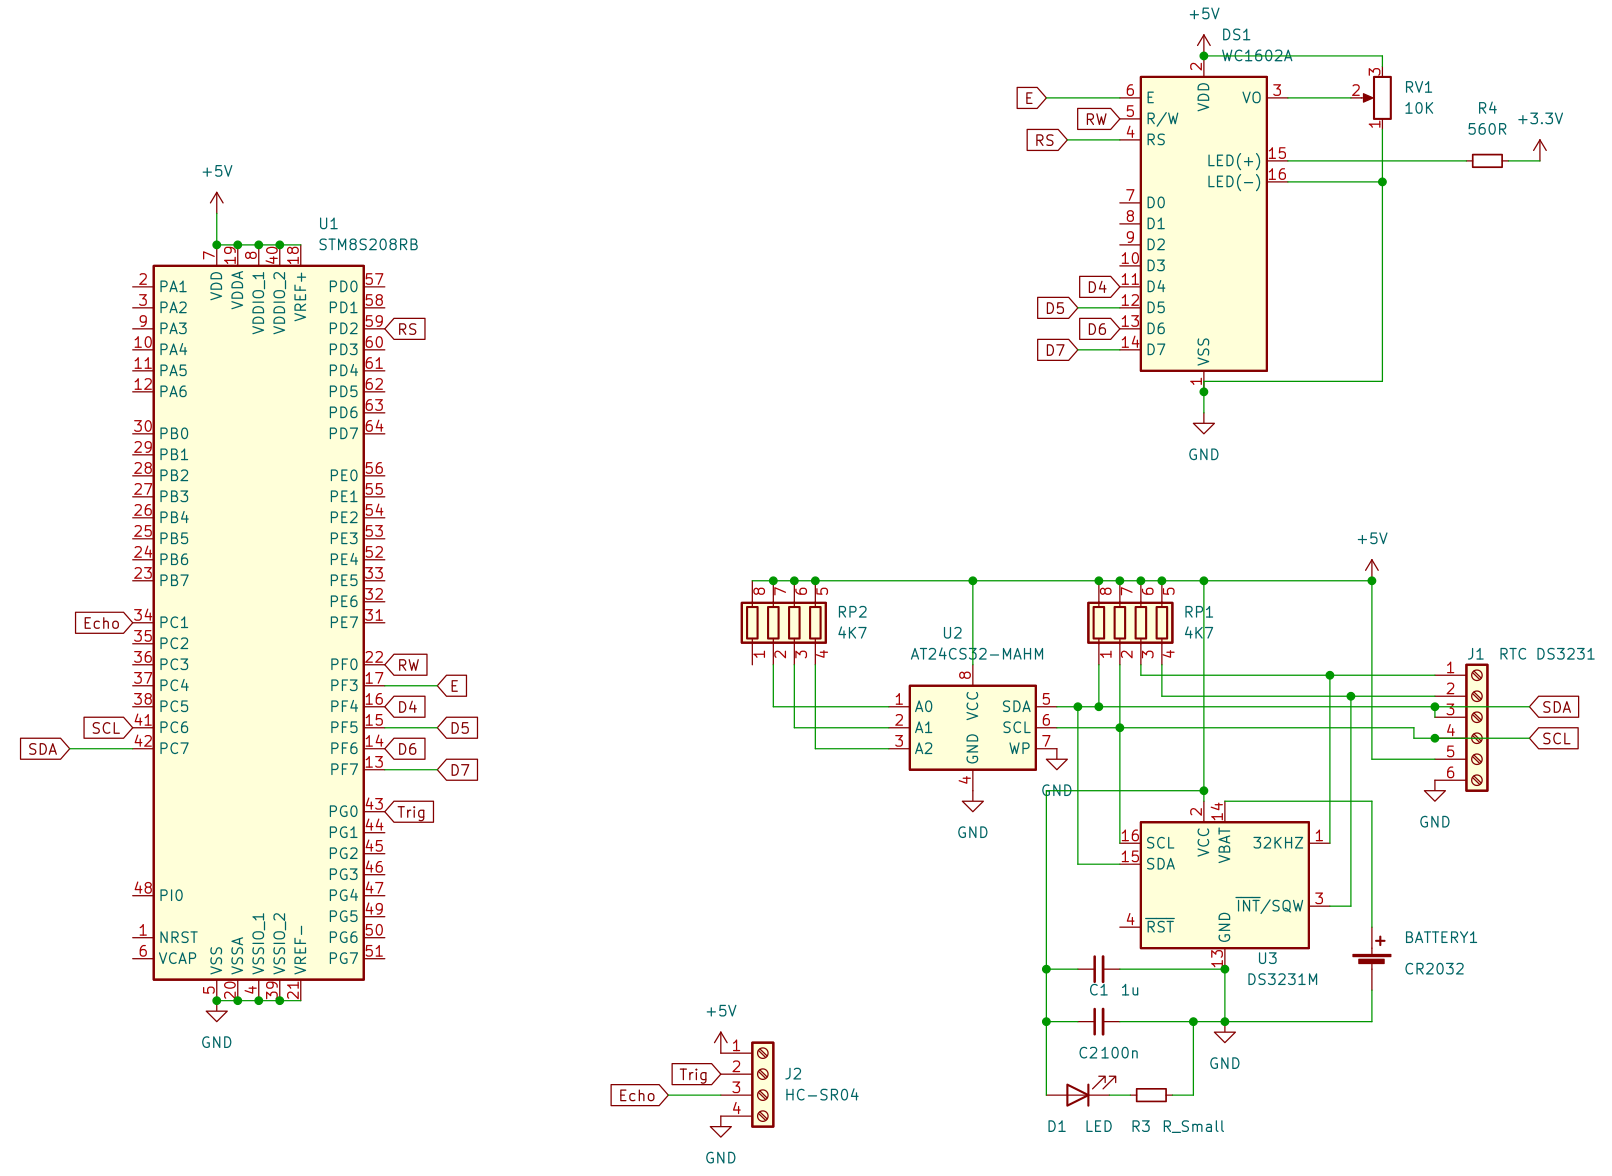 +5V
U1
STM8S208RB
7 VDD
19 VDDA
8 VDDIO_1
40 VDDIO_2
18 VREF+
2 PA1
3 PA2
9 PA3
10 PA4
11 PA5
12 PA6
30 PB0
29 PB1
28 PB2
27 PB3
26 PB4
25 PB5
24 PB6
23 PB7
Echo 34 PC1
35 PC2
36 PC3
37 PC4
38 PC5
SCL 41 PC6
SDA 42 PC7
48 PI0
1 NRST
6 VCAP
PD0 57
PD1 58
PD2 59 RS
PD3 60
PD4 61
PD5 62
PD6 63
PD7 64
PE0 56
PE1 55
PE2 54
PE3 53
PE4 52
PE5 33
PE6 32
PE7 31
PF0 22 RW
PF3 17 E
PF4 16 D4
PF5 15 D5
PF6 14 D6
PF7 13 D7
PG0 43 Trig
PG1 44
PG2 45
PG3 46
PG4 47
PG5 49
PG6 50
PG7 51
VSS 5
VSSA 20
VSSIO_1 4
VSSIO_2 39
VREF- 21
GND
+5V
DS1
WC1602A
2 VDD
E 6 E
RW 5 R/W
RS 4 RS
7 D0
8 D1
9 D2
10 D3
D4 11 D4
D5 12 D5
D6 13 D6
D7 14 D7
VO 3
LED(+) 15
LED(-) 16
VSS 1
GND
3
2
1
RV1
10K
R4
560R
+3.3V
+5V
8 7 6 5
RP2
4K7
1 2 3 4
8 7 6 5
RP1
4K7
1 2 3 4
U2
AT24CS32-MAHM
8 VCC
1 A0
2 A1
3 A2
SDA 5
SCL 6
WP 7
GND 4
GND
GND
J1 RTC DS3231
1
2
3
4
5
6
SDA
SCL
GND
2 VCC
14 VBAT
16 SCL
15 SDA
4 RST
32KHZ 1
INT/SQW 3
GND 13
U3
DS3231M
+
BATTERY1
CR2032
C1 1u
C2 100n
GND
D1 LED
R3 R_Small
+5V
1
Trig 2
Echo 3
4
J2
HC-SR04
GND